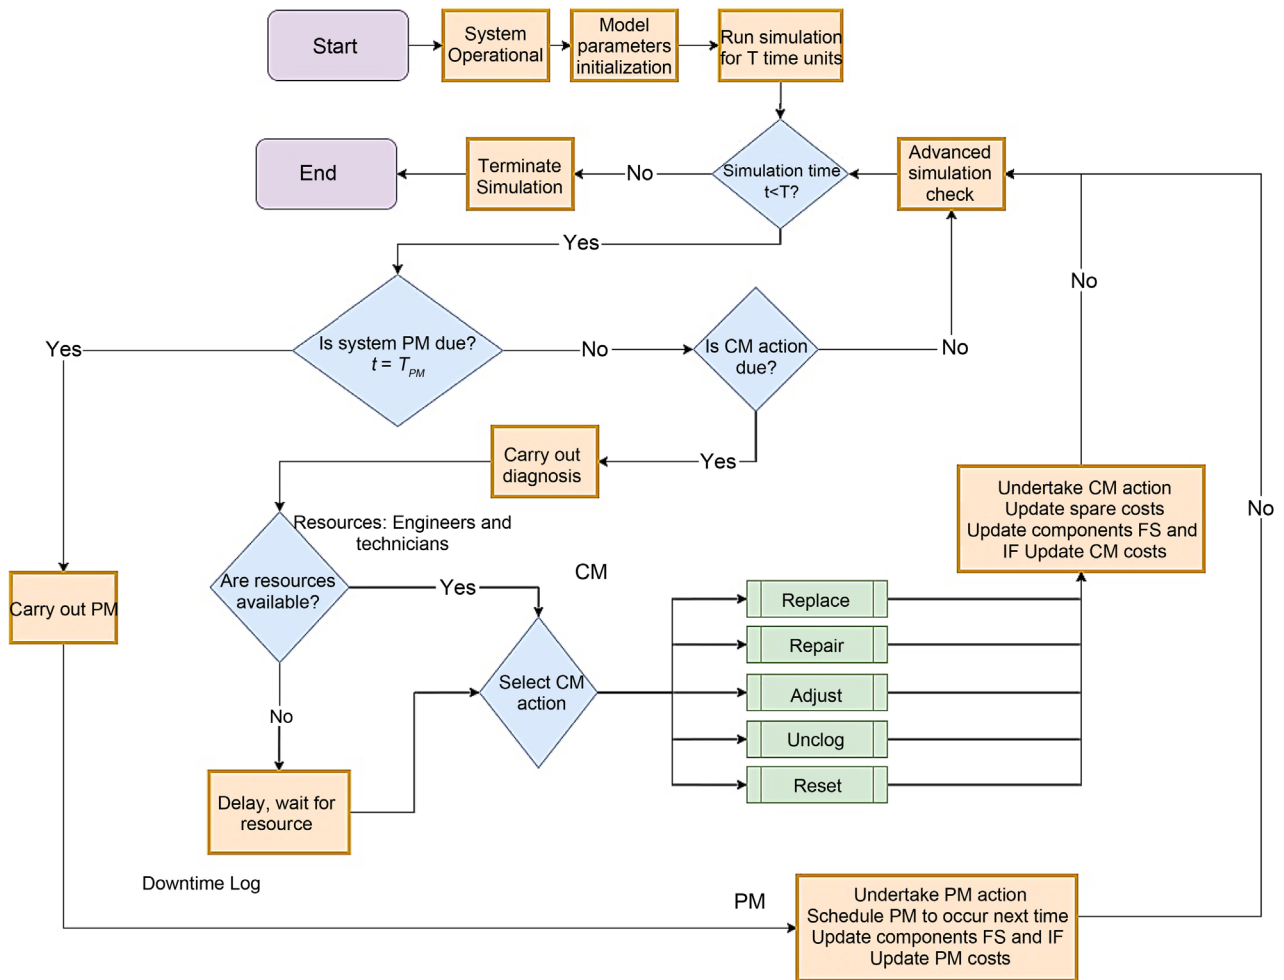 Start
System
Operational
Model
parameters
initialization
Run simulation
for T time units
End
Terminate
Simulation
No
Simulation time
t<T?
Advanced
simulation
check
Yes
No
Yes
Is system PM due?
t = T_PM
No
Is CM action
due?
No
Carry out
diagnosis
Yes
Undertake CM action
Update spare costs
Update components FS and
IF Update CM costs
No
Resources: Engineers and
technicians
Are resources
available?
Yes
CM
Carry out PM
Replace
Repair
Select CM
action
Adjust
No
Unclog
Reset
Delay, wait for
resource
Downtime Log
PM
Undertake PM action
Schedule PM to occur next time
Update components FS and IF
Update PM costs